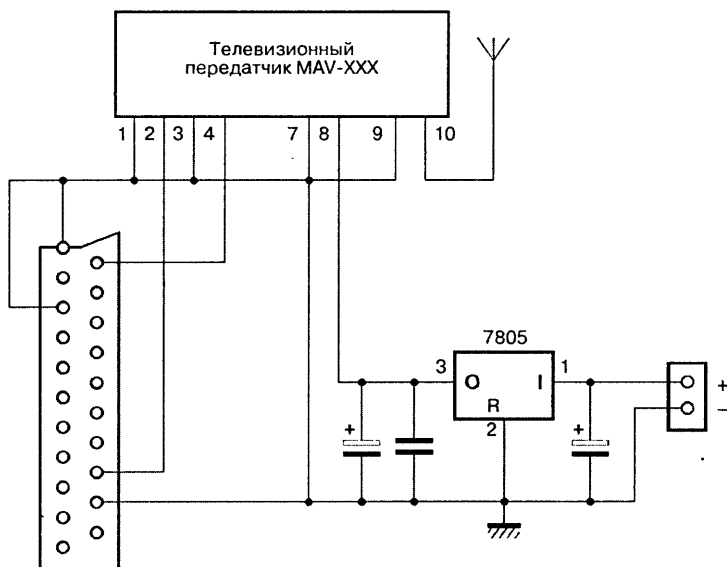 Телевизионный
передатчик MAV-XXX
1 2 3 4 7 8 9 10
7805
3 O I 1
R
2
+
−
+
+